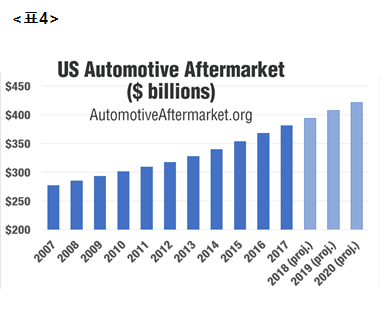 <표4>
US Automotive Aftermarket
($ billions)
AutomotiveAftermarket.org
$450
$400
$350
$300
$250
$200
2007
2008
2009
2010
2011
2012
2013
2014
2015
2016
2017
2018 (proj.)
2019 (proj.)
2020 (proj.)